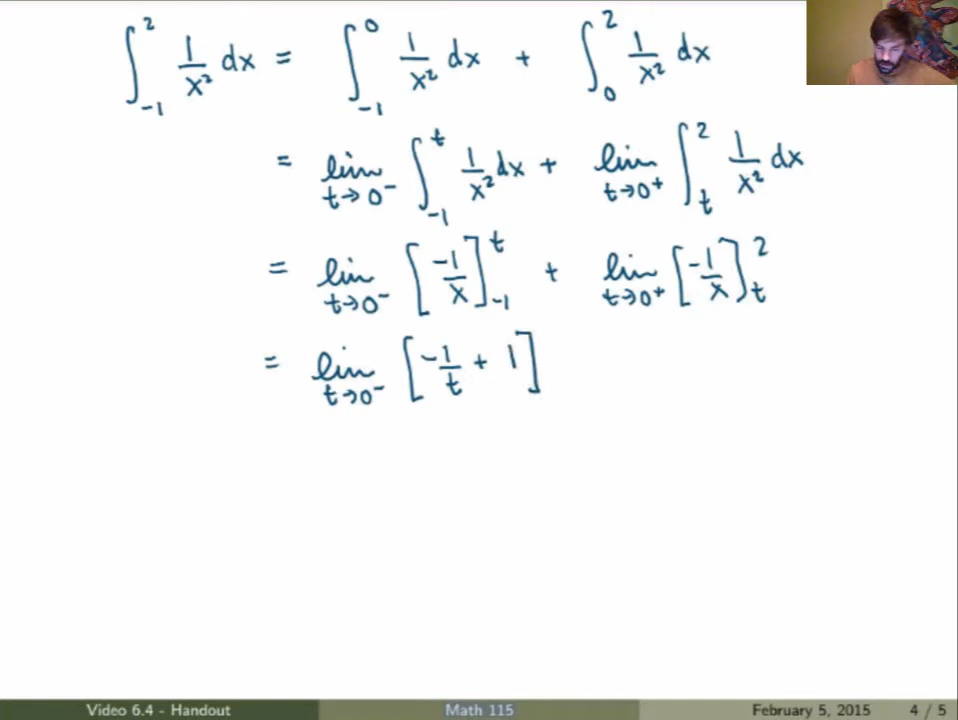 ∫_{-1}^{2} 1/x² dx = ∫_{-1}^{0} 1/x² dx + ∫_{0}^{2} 1/x² dx
= lim_{t→0⁻} ∫_{-1}^{t} 1/x² dx + lim_{t→0⁺} ∫_{t}^{2} 1/x² dx
= lim_{t→0⁻} [-1/x]_{-1}^{t} + lim_{t→0⁺} [-1/x]_{t}^{2}
= lim_{t→0⁻} [-1/t + 1]
Video 6.4 - Handout Math 115 February 5, 2015 4 / 5